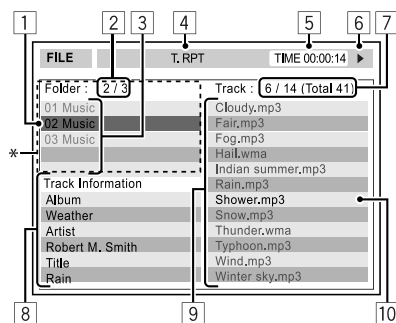 1 2 3 4 5 6 7
FILE T. RPT TIME 00:00:14
Folder : 2 / 3 Track : 6 / 14 (Total 41)
01 Music
02 Music
03 Music
*
Track Information
Album
Weather
Artist
Robert M. Smith
Title
Rain
Cloudy.mp3
Fair.mp3
Fog.mp3
Hail.wma
Indian summer.mp3
Rain.mp3
Shower.mp3
Snow.mp3
Thunder.wma
Typhoon.mp3
Wind.mp3
Winter sky.mp3
8 9 10